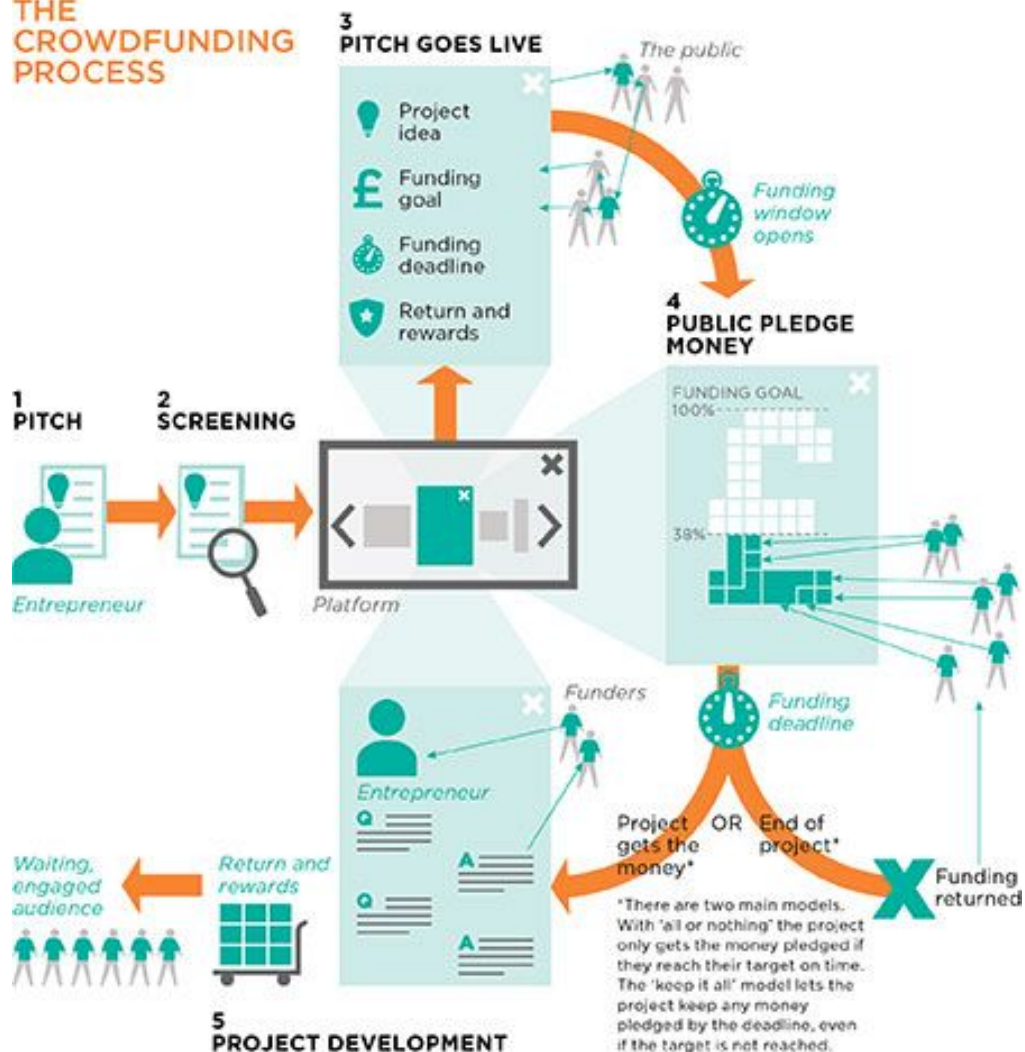 THE
CROWDFUNDING
PROCESS
3
PITCH GOES LIVE
The public
Project
idea
£ Funding
goal
Funding
deadline
Return and
rewards
Funding
window
opens
4
PUBLIC PLEDGE
MONEY
FUNDING GOAL
100%
38%
1
PITCH
2
SCREENING
Entrepreneur
Platform
Funders
Funding
deadline
Entrepreneur
Q
A
Q
A
Project
gets the
money*
OR
End of
project*
Funding
returned
*There are two main models.
With 'all or nothing' the project
only gets the money pledged if
they reach their target on time.
The 'keep it all' model lets the
project keep any money
pledged by the deadline, even
if the target is not reached.
Return and
rewards
Waiting,
engaged
audience
5
PROJECT DEVELOPMENT